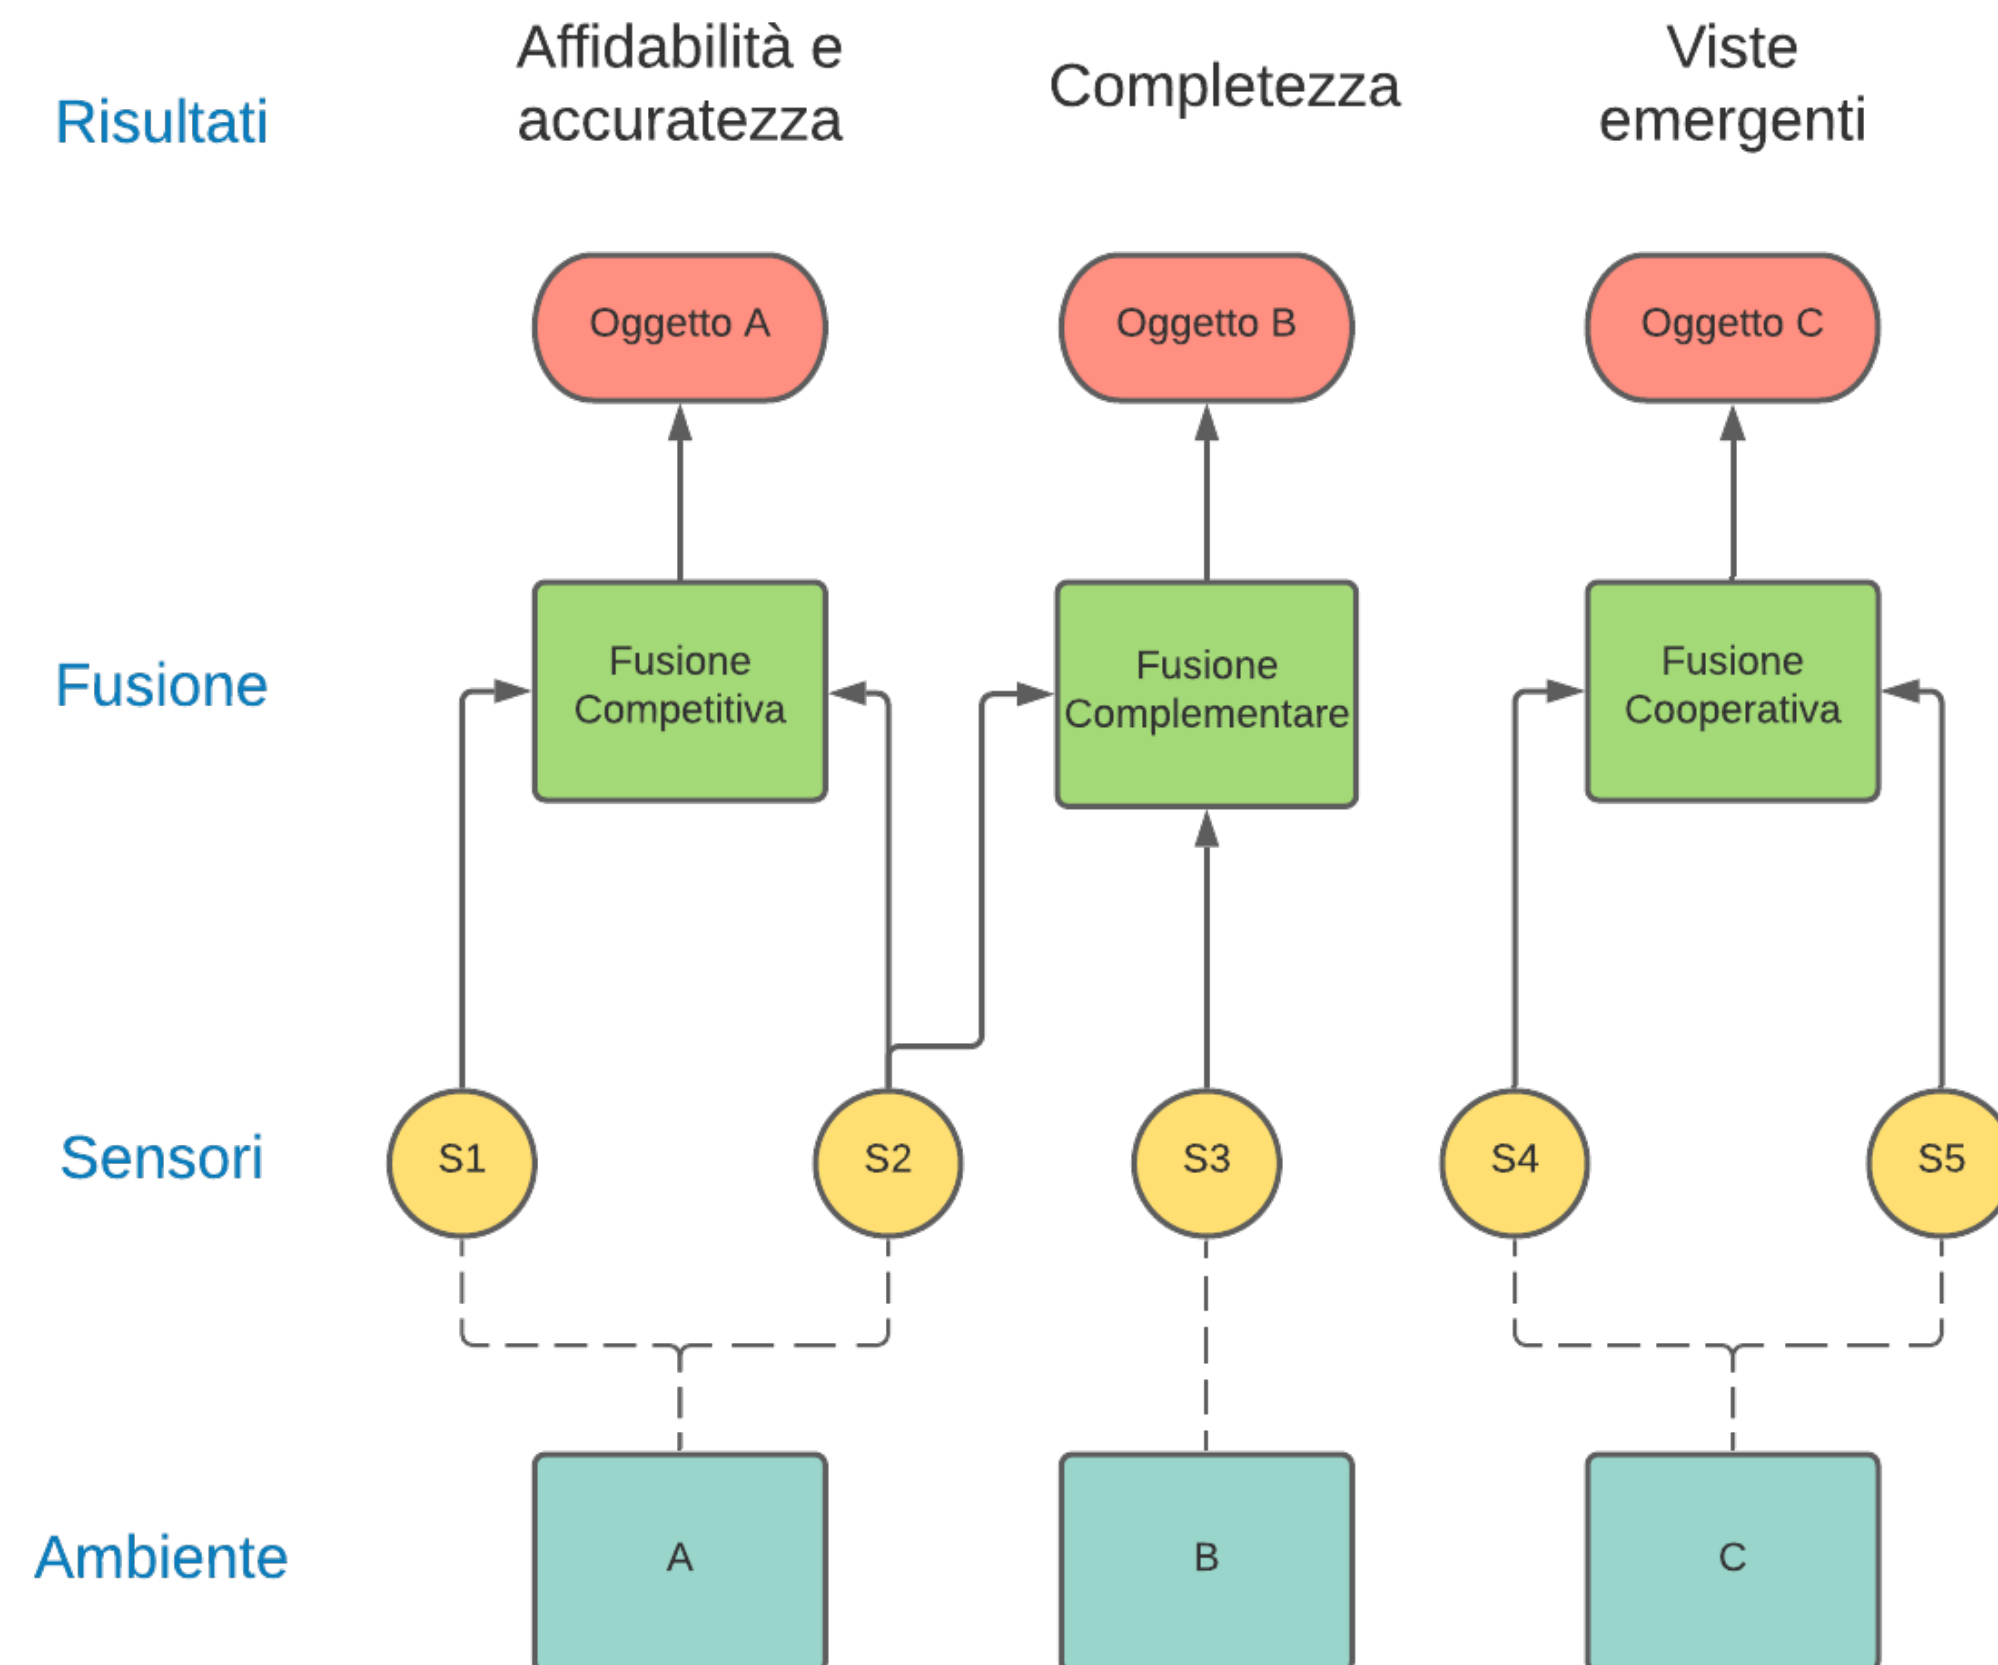 Risultati
Affidabilità e
accuratezza
Completezza
Viste
emergenti
Oggetto A
Oggetto B
Oggetto C
Fusione
Fusione
Competitiva
Fusione
Complementare
Fusione
Cooperativa
Sensori
S1
S2
S3
S4
S5
Ambiente
A
B
C